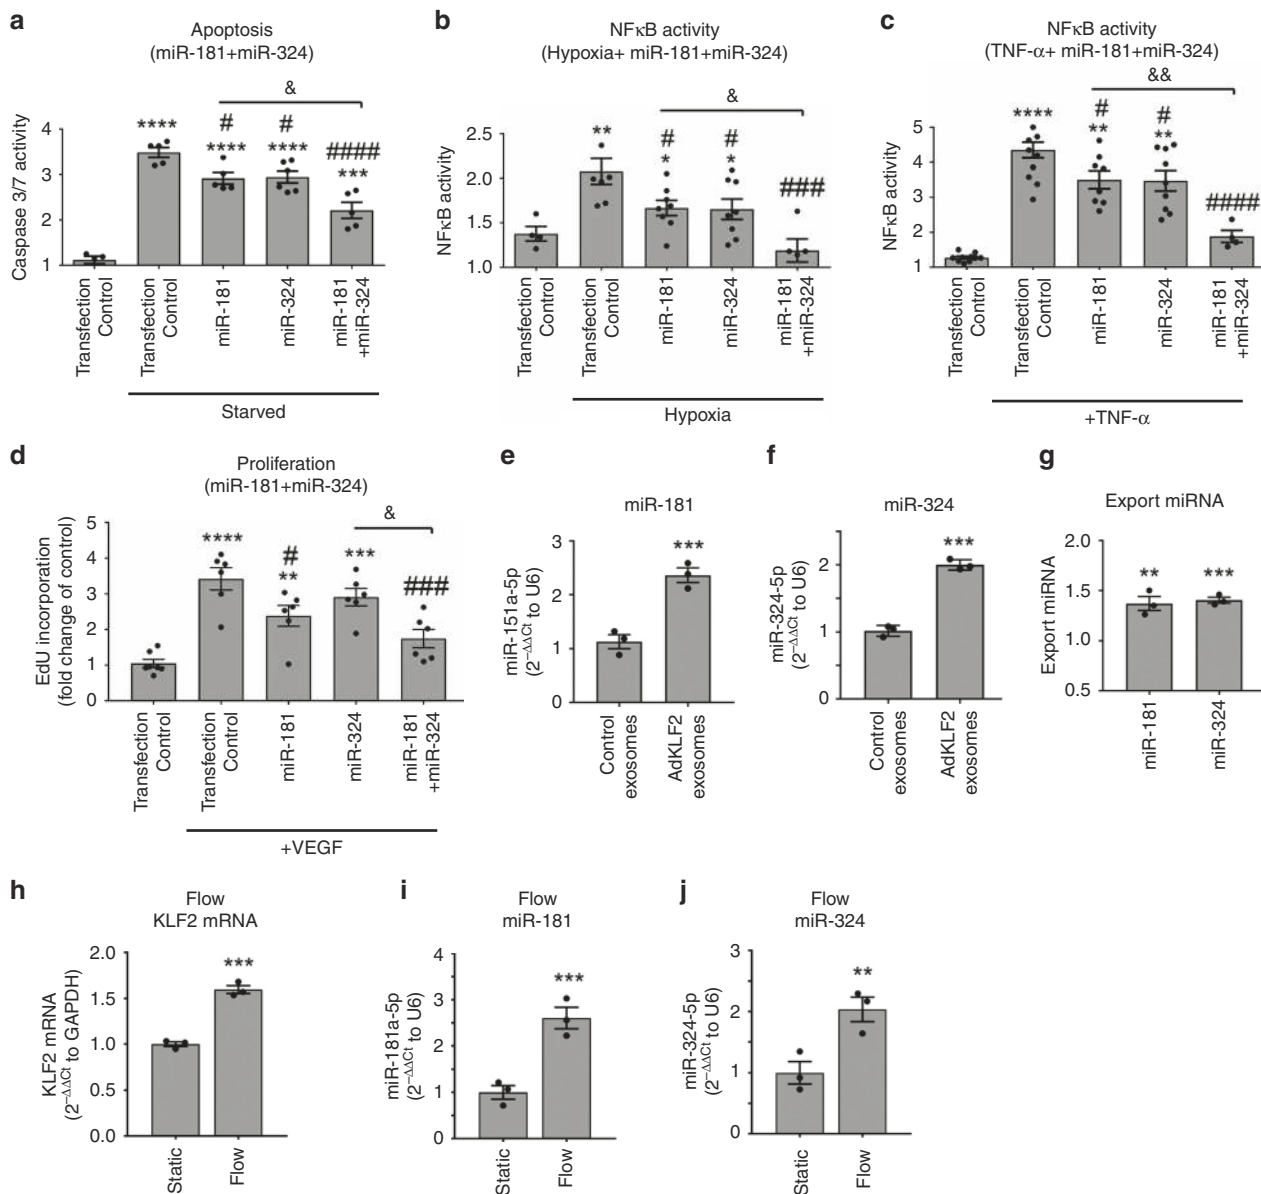 a
Apoptosis
(miR-181+miR-324)
&
****
#
****
#
****
####
***
Caspase 3/7 activity
4
3
2
1
Transfection
Control
Transfection
Control
miR-181
miR-324
miR-181
+miR-324
Starved
b
NFκB activity
(Hypoxia+ miR-181+miR-324)
&
**
#
*
#
*
###
NFκB activity
2.5
2.0
1.5
1.0
Transfection
Control
Transfection
Control
miR-181
miR-324
miR-181
+miR-324
Hypoxia
c
NFκB activity
(TNF-α+ miR-181+miR-324)
&&
****
#
**
#
**
####
NFκB activity
5
4
3
2
1
Transfection
Control
Transfection
Control
miR-181
miR-324
miR-181
+miR-324
+TNF-α
d
Proliferation
(miR-181+miR-324)
&
****
#
**
***
###
EdU incorporation
(fold change of control)
5
4
3
2
1
0
Transfection
Control
Transfection
Control
miR-181
miR-324
miR-181
+miR-324
+VEGF
e
miR-181
***
miR-151a-5p
(2−ΔΔCt to U6)
3
2
1
0
Control
exosomes
AdKLF2
exosomes
f
miR-324
***
miR-324-5p
(2−ΔΔCt to U6)
2
1
0
Control
exosomes
AdKLF2
exosomes
g
Export miRNA
**
***
Export miRNA
2.0
1.5
1.0
0.5
miR-181
miR-324
h
Flow
KLF2 mRNA
***
KLF2 mRNA
(2−ΔΔCt to GAPDH)
2.0
1.5
1.0
0.5
0.0
Static
Flow
i
Flow
miR-181
***
miR-181a-5p
(2−ΔΔCt to U6)
4
3
2
1
0
Static
Flow
j
Flow
miR-324
**
miR-324-5p
(2−ΔΔCt to U6)
3
2
1
0
Static
Flow